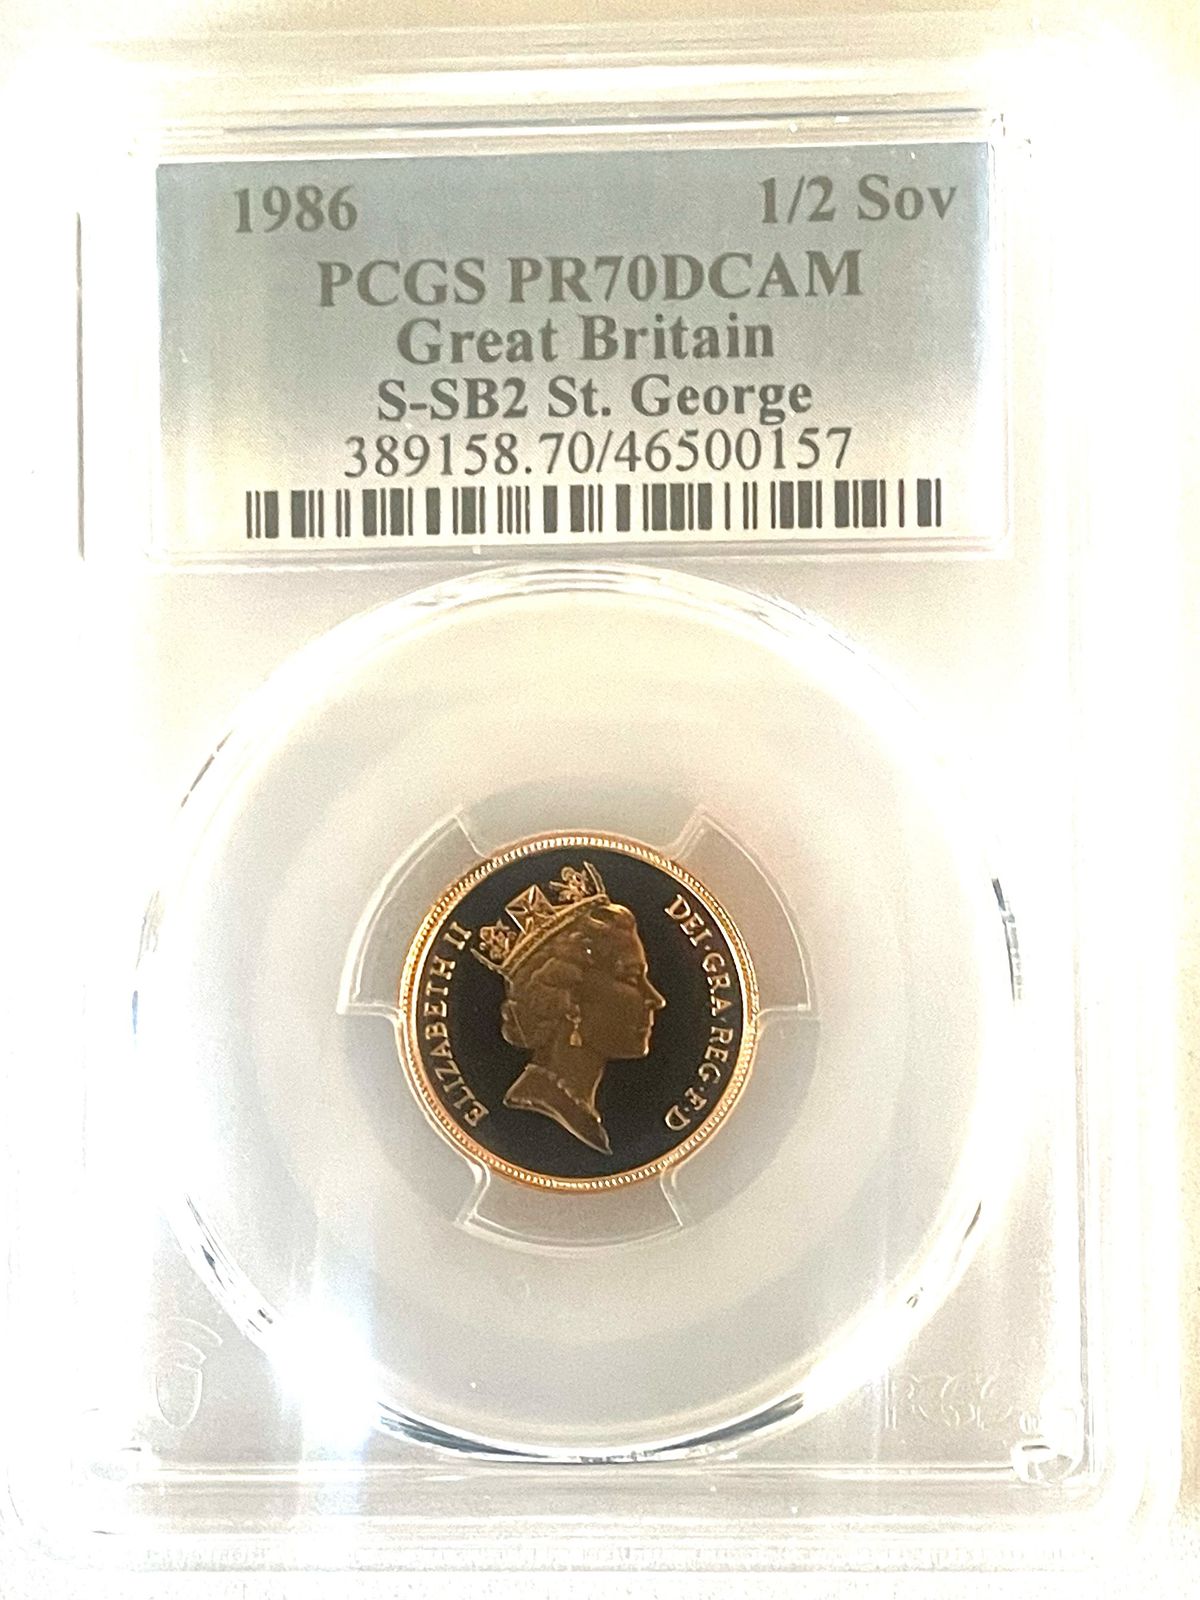 1986 1/2 Sov
PCGS PR70DCAM
Great Britain
S-SB2 St. George
389158.70/46500157
ELIZABETH II
DEI·GRA·REG·F·D
PCGS